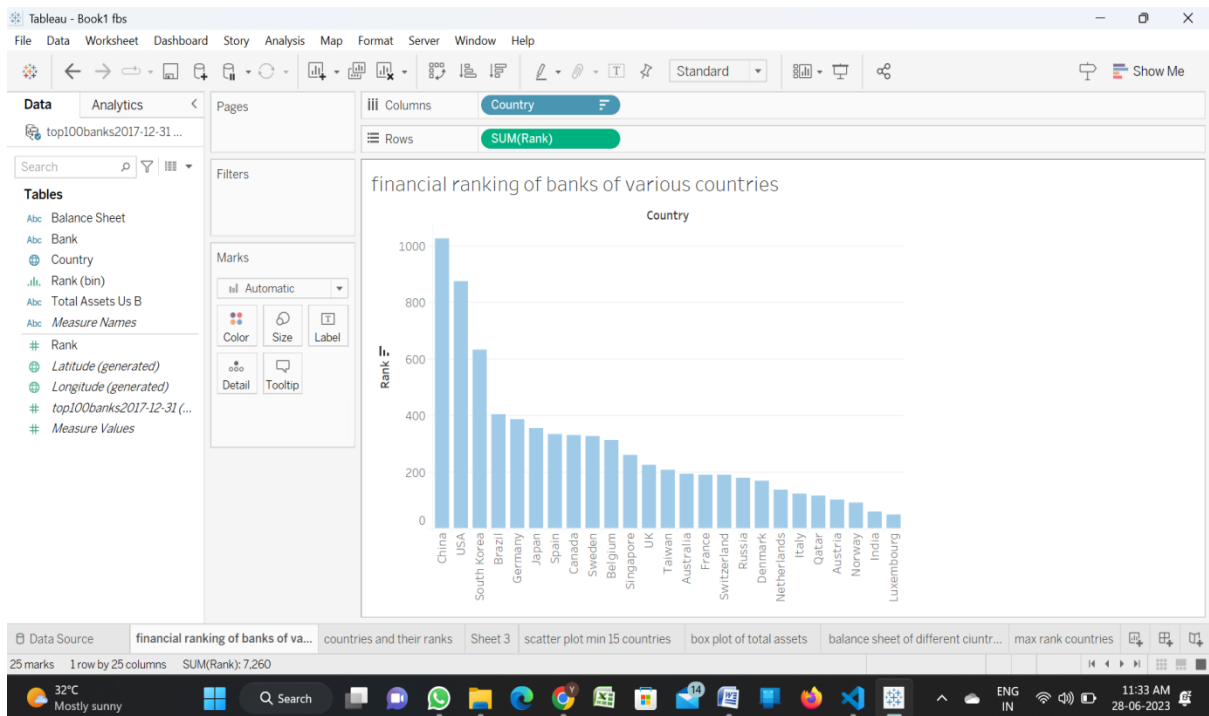 Tableau - Book1 fbs
File Data Worksheet Dashboard Story Analysis Map Format Server Window Help
Standard
Show Me
Data Analytics
top100banks2017-12-31 ...
Search
Tables
Abc Balance Sheet
Abc Bank
Country
Rank (bin)
Abc Total Assets Us B
Abc Measure Names
# Rank
Latitude (generated)
Longitude (generated)
# top100banks2017-12-31 (...
# Measure Values
Pages
Filters
Marks
Automatic
Color Size Label
Detail Tooltip
Columns Country
Rows SUM(Rank)
financial ranking of banks of various countries
Country
Rank
1000
800
600
400
200
0
China
USA
South Korea
Brazil
Germany
Japan
Spain
Canada
Sweden
Belgium
Singapore
UK
Taiwan
Australia
France
Switzerland
Russia
Denmark
Netherlands
Italy
Qatar
Austria
Norway
India
Luxembourg
Data Source financial ranking of banks of va... countries and their ranks Sheet 3 scatter plot min 15 countries box plot of total assets balance sheet of different ciuntr... max rank countries
25 marks 1 row by 25 columns SUM(Rank): 7,260
32°C
Mostly sunny
Search
14
ENG
IN
11:33 AM
28-06-2023